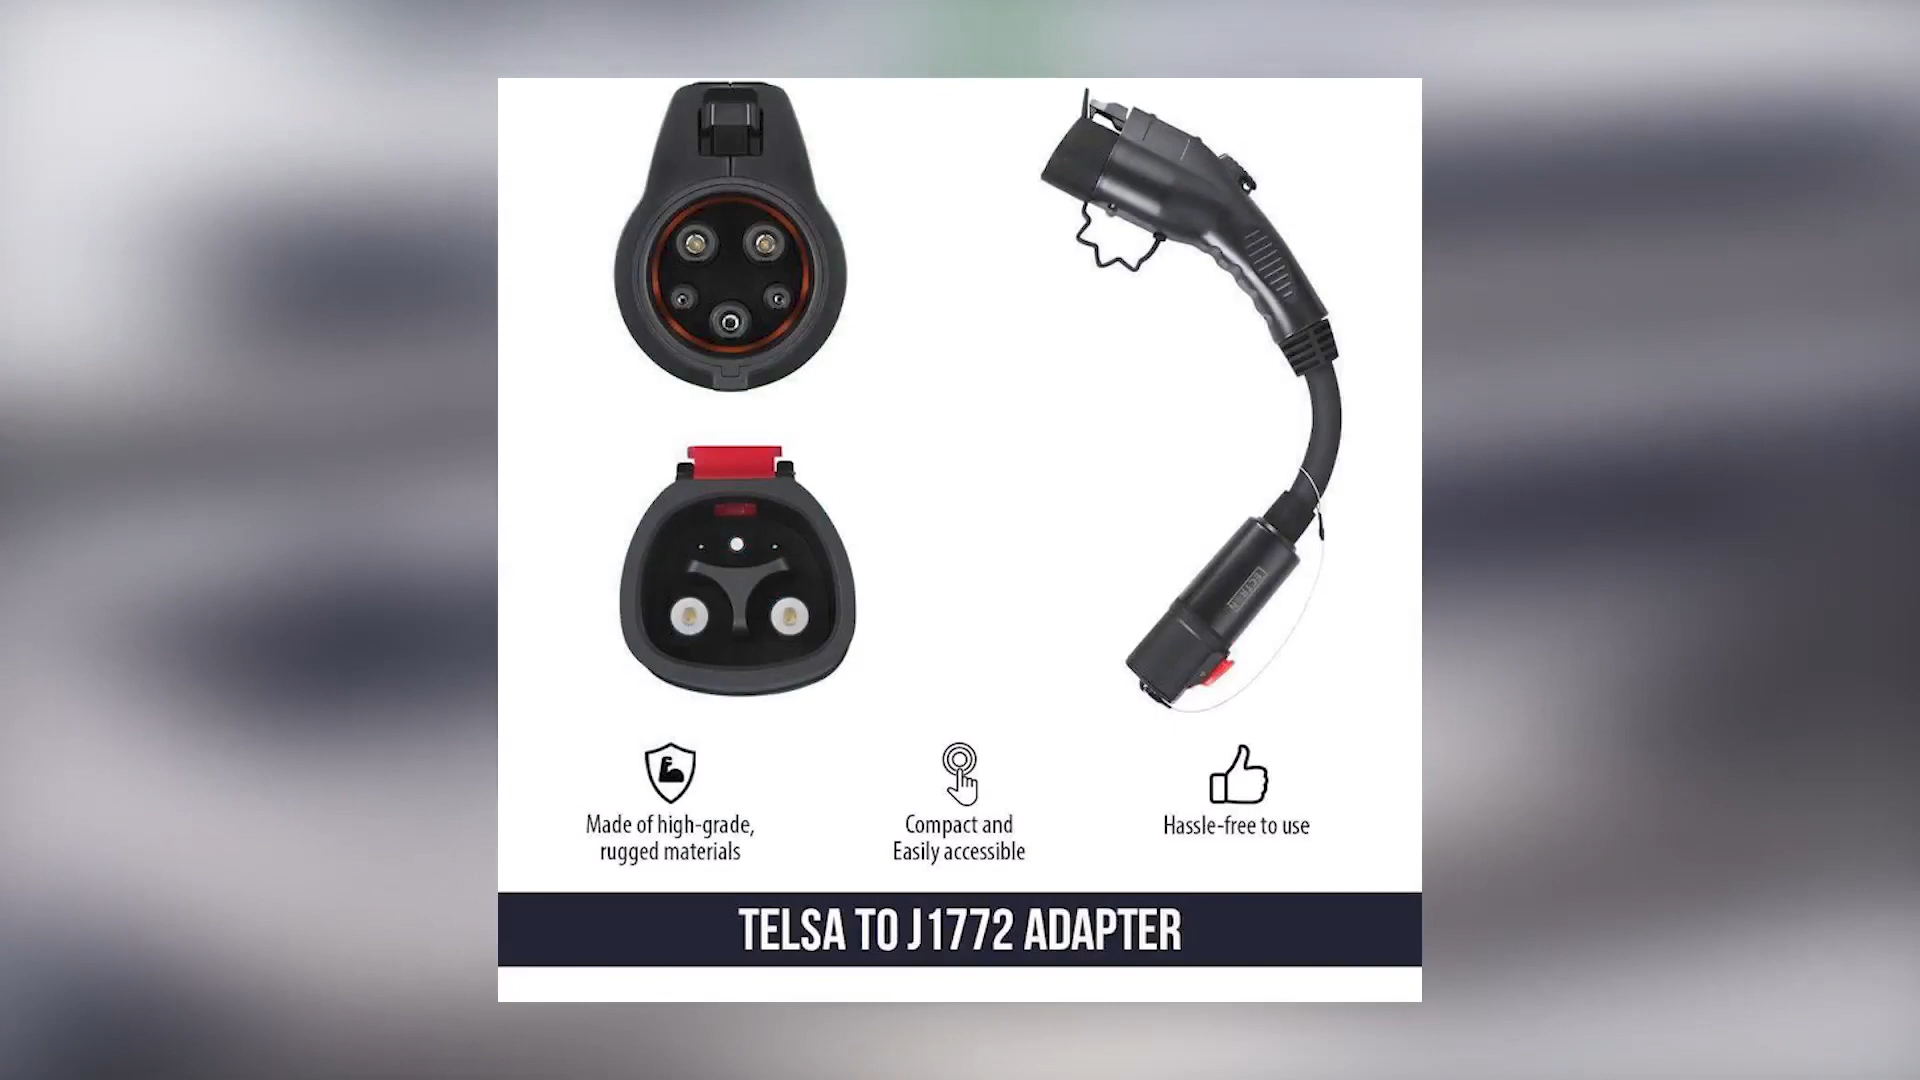 Made of high-grade,
rugged materials
Compact and
Easily accessible
Hassle-free to use
TELSA TO J1772 ADAPTER